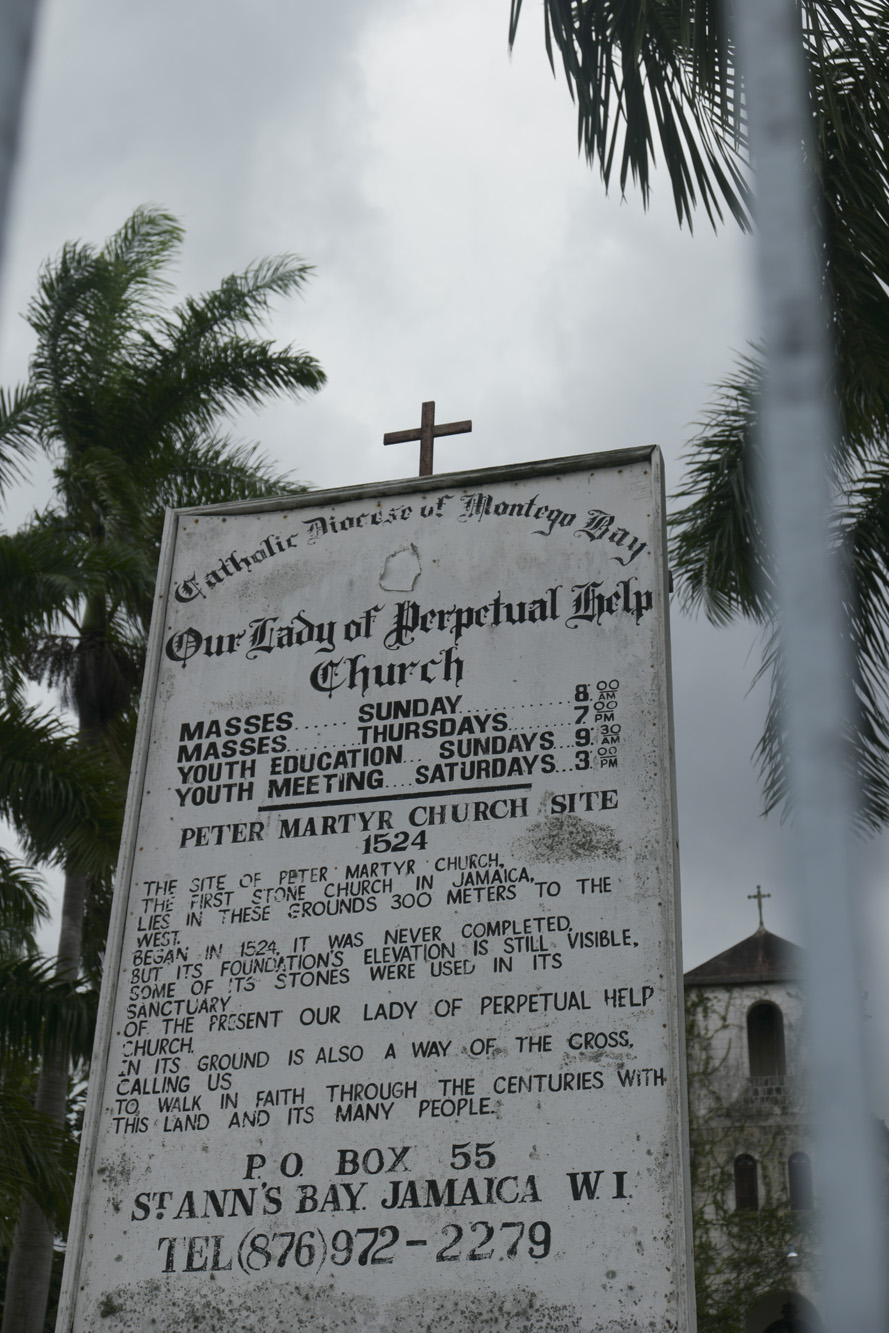 Catholic Diocese of Montego Bay
Our Lady of Perpetual Help
Church
MASSES...... SUNDAY.............8:00 AM
MASSES........ THURSDAYS........7:00 PM
YOUTH EDUCATION.... SUNDAYS...9:30 AM
YOUTH MEETING.... SATURDAYS...3:00 PM
PETER MARTYR CHURCH SITE
1524
THE SITE OF PETER MARTYR CHURCH,
THE FIRST STONE CHURCH IN JAMAICA,
LIES IN THESE GROUNDS 300 METERS TO THE
WEST.
BEGAN IN 1524, IT WAS NEVER COMPLETED,
BUT ITS FOUNDATION'S ELEVATION IS STILL VISIBLE,
SOME OF ITS STONES WERE USED IN ITS
SANCTUARY
OF THE PRESENT OUR LADY OF PERPETUAL HELP
CHURCH.
IN ITS GROUND IS ALSO A WAY OF THE CROSS,
CALLING US
TO WALK IN FAITH THROUGH THE CENTURIES WITH
THIS LAND AND ITS MANY PEOPLE.
P.O. BOX 55
ST. ANN'S BAY. JAMAICA W.I.
TEL(876)972-2279